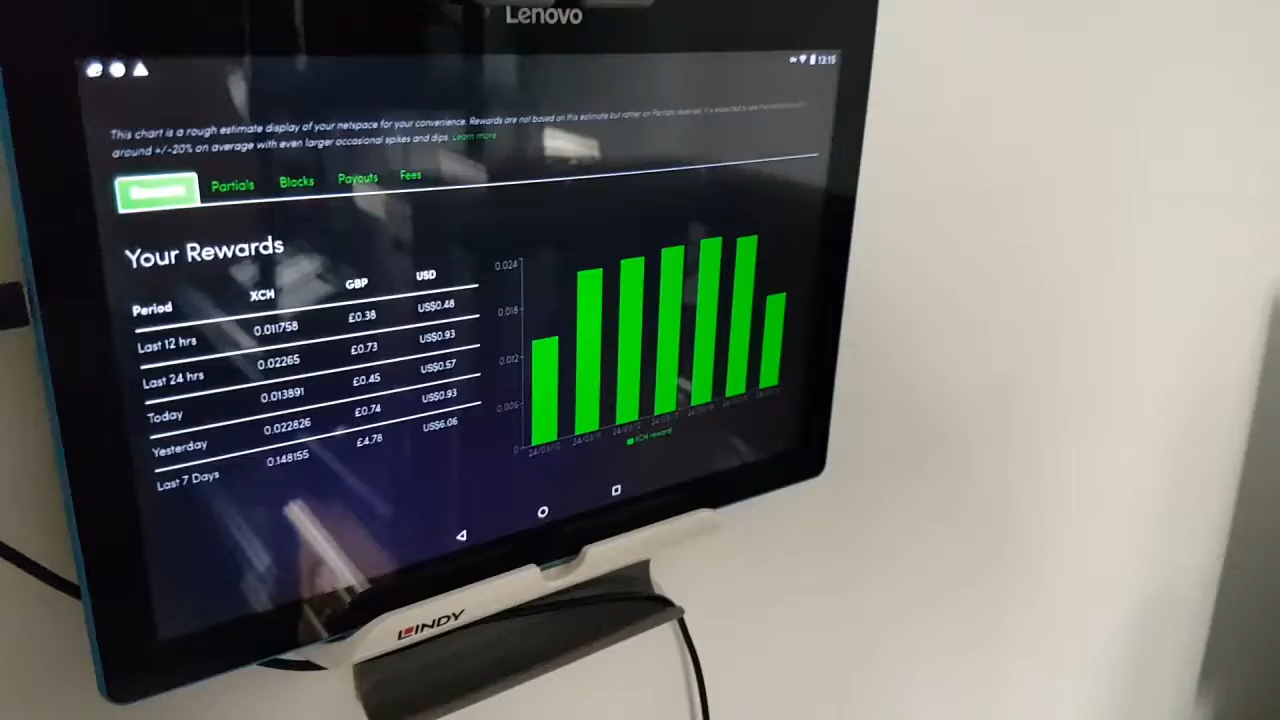 Lenovo
13:15
This chart is a rough estimate display of your netspace for your convenience. Rewards are not based on this estimate but rather on Partials
around +/-20% on average with even larger occasional spikes and dips. Learn more
Partials Blocks Payouts Fees
Your Rewards
Period XCH GBP USD
Last 12 hrs 0.011758 £0.38 US$0.48
Last 24 hrs 0.02265 £0.73 US$0.93
Today 0.013891 £0.45 US$0.57
Yesterday 0.022826 £0.74 US$0.93
Last 7 Days 0.148155 £4.78 US$6.06
0.024
0.018
0.012
0.006
0
XCH reward
LINDY